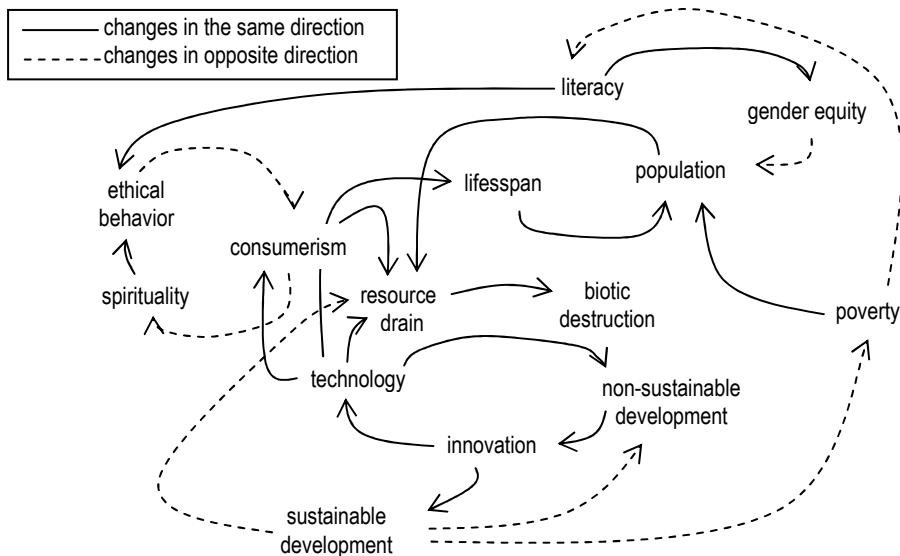 changes in the same direction
changes in opposite direction
literacy
gender equity
population
lifesspan
ethical
behavior
consumerism
spirituality
resource
drain
biotic
destruction
poverty
technology
non-sustainable
development
innovation
sustainable
development